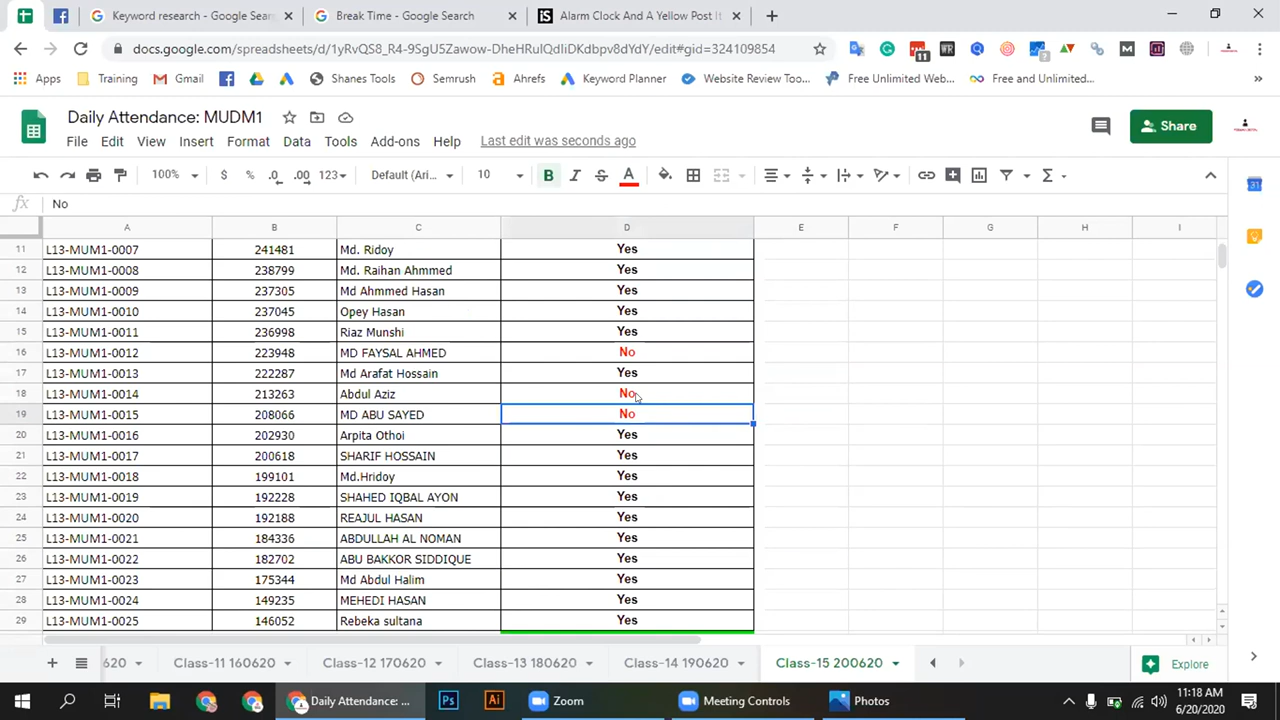 Keyword research - Google Sear
Break Time - Google Search
Alarm Clock And A Yellow Post It
docs.google.com/spreadsheets/d/1yRvQS8_R4-9SgU5Zawow-DheHRulQdIiDKdbpv8dYdY/edit#gid=324109854
11
Apps Training Gmail Shanes Tools Semrush Ahrefs Keyword Planner Website Review Too... Free Unlimited Web... Free and Unlimited...
Daily Attendance: MUDM1
Share
File Edit View Insert Format Data Tools Add-ons Help Last edit was seconds ago
100% $ % .0 .00 123 Default (Ari... 10 B I S A
fx No
A B C D E F G H I
11 L13-MUM1-0007 241481 Md. Ridoy Yes
12 L13-MUM1-0008 238799 Md. Raihan Ahmmed Yes
13 L13-MUM1-0009 237305 Md Ahmmed Hasan Yes
14 L13-MUM1-0010 237045 Opey Hasan Yes
15 L13-MUM1-0011 236998 Riaz Munshi Yes
16 L13-MUM1-0012 223948 MD FAYSAL AHMED No
17 L13-MUM1-0013 222287 Md Arafat Hossain Yes
18 L13-MUM1-0014 213263 Abdul Aziz No
19 L13-MUM1-0015 208066 MD ABU SAYED No
20 L13-MUM1-0016 202930 Arpita Othoi Yes
21 L13-MUM1-0017 200618 SHARIF HOSSAIN Yes
22 L13-MUM1-0018 199101 Md.Hridoy Yes
23 L13-MUM1-0019 192228 SHAHED IQBAL AYON Yes
24 L13-MUM1-0020 192188 REAJUL HASAN Yes
25 L13-MUM1-0021 184336 ABDULLAH AL NOMAN Yes
26 L13-MUM1-0022 182702 ABU BAKKOR SIDDIQUE Yes
27 L13-MUM1-0023 175344 Md Abdul Halim Yes
28 L13-MUM1-0024 149235 MEHEDI HASAN Yes
29 L13-MUM1-0025 146052 Rebeka sultana Yes
620 Class-11 160620 Class-12 170620 Class-13 180620 Class-14 190620 Class-15 200620 Explore
Daily Attendance: ... Ps Ai Zoom Meeting Controls Photos
11:18 AM
6/20/2020